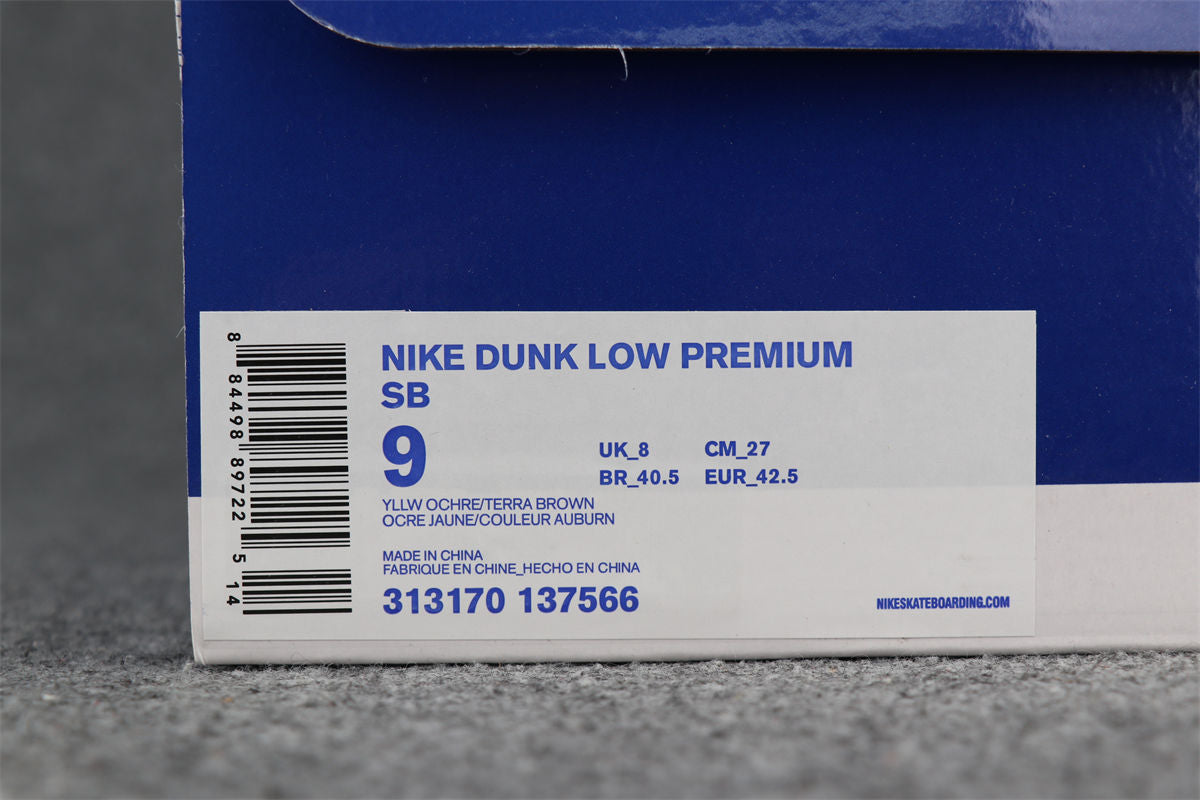 NIKE DUNK LOW PREMIUM
SB
9
UK_8 CM_27
BR_40.5 EUR_42.5
YLLW OCHRE/TERRA BROWN
OCRE JAUNE/COULEUR AUBURN
MADE IN CHINA
FABRIQUE EN CHINE_HECHO EN CHINA
313170 137566
NIKESKATEBOARDING.COM
8 84498 89722 5 14